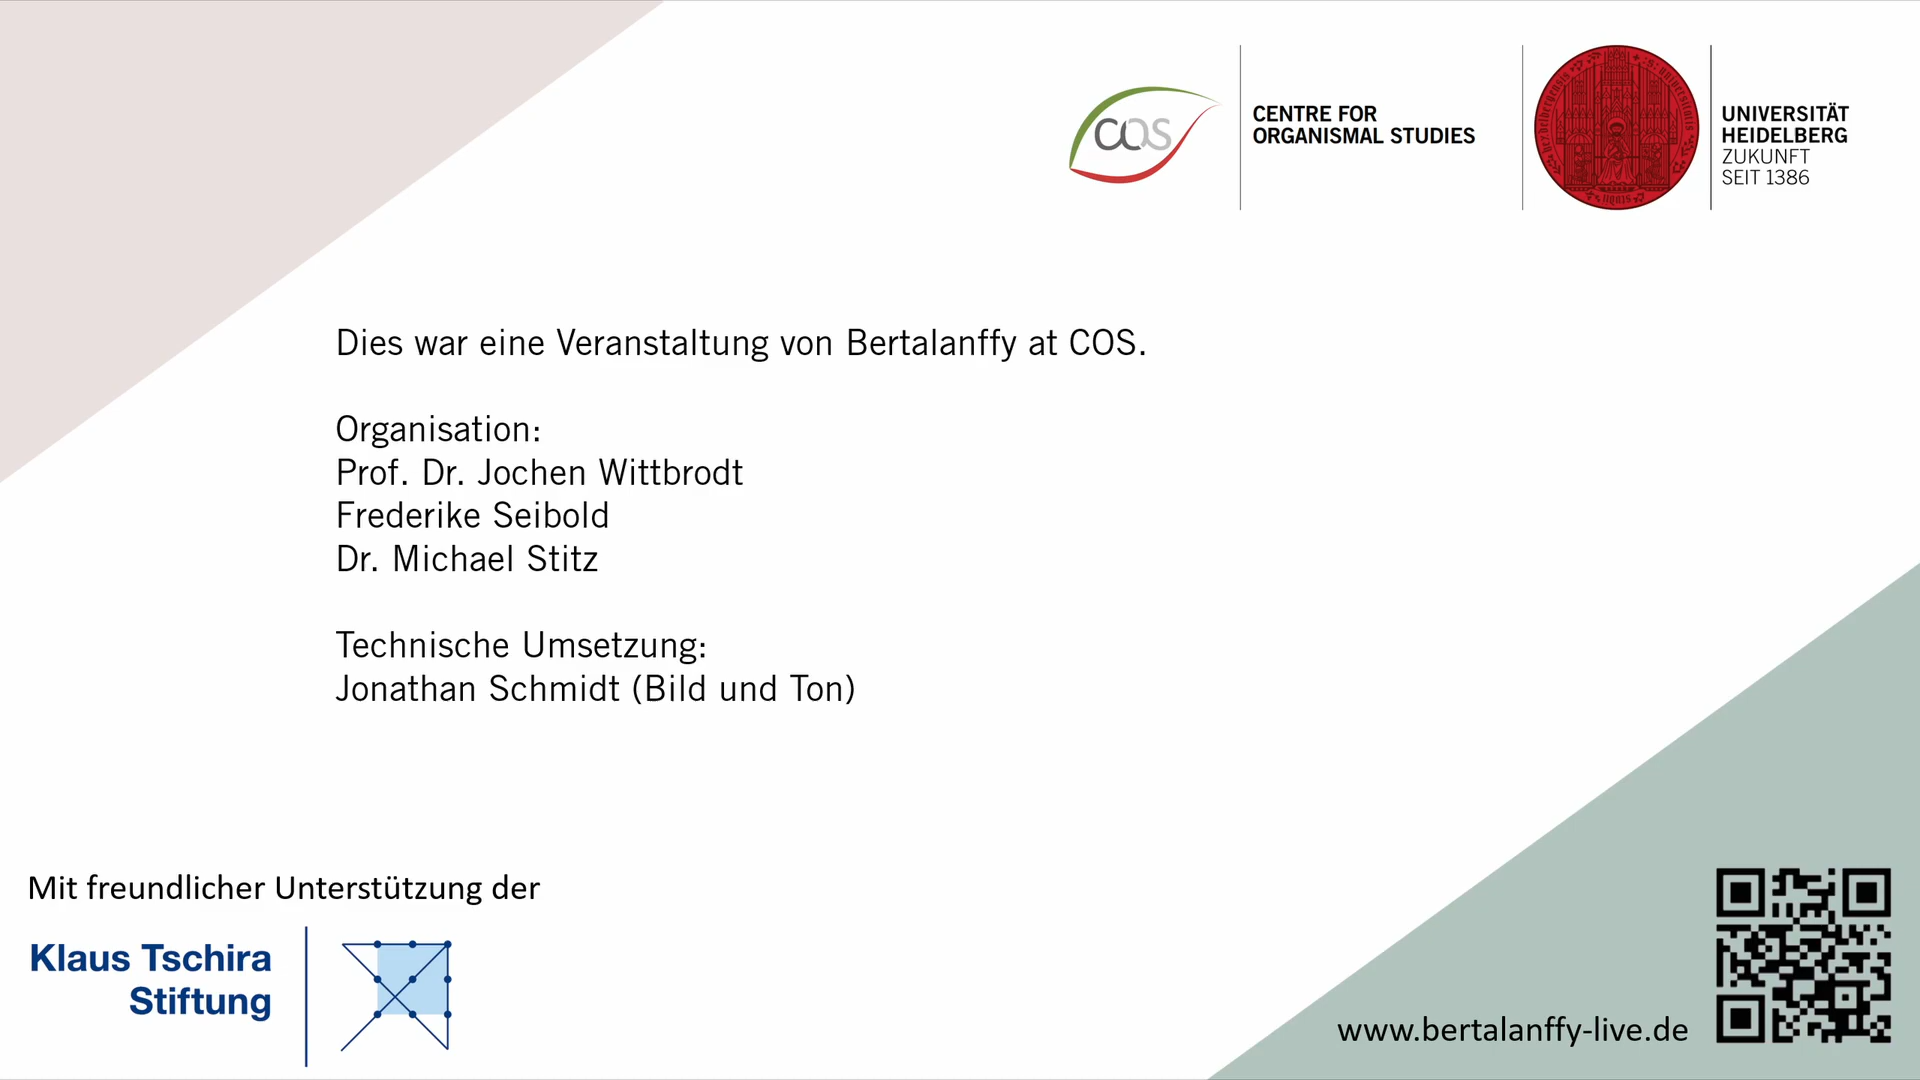 COS
CENTRE FOR
ORGANISMAL STUDIES
UNIVERSITÄT
HEIDELBERG
ZUKUNFT
SEIT 1386
Dies war eine Veranstaltung von Bertalanffy at COS.
Organisation:
Prof. Dr. Jochen Wittbrodt
Frederike Seibold
Dr. Michael Stitz
Technische Umsetzung:
Jonathan Schmidt (Bild und Ton)
Mit freundlicher Unterstützung der
Klaus Tschira
Stiftung
www.bertalanffy-live.de